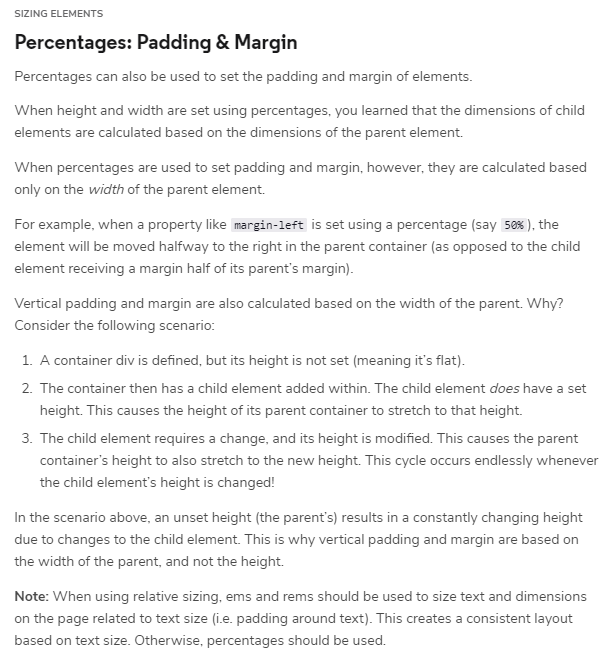 SIZING ELEMENTS
Percentages: Padding & Margin
Percentages can also be used to set the padding and margin of elements.
When height and width are set using percentages, you learned that the dimensions of child
elements are calculated based on the dimensions of the parent element.
When percentages are used to set padding and margin, however, they are calculated based
only on the width of the parent element.
For example, when a property like margin-left is set using a percentage (say 50%), the
element will be moved halfway to the right in the parent container (as opposed to the child
element receiving a margin half of its parent's margin).
Vertical padding and margin are also calculated based on the width of the parent. Why?
Consider the following scenario:
1. A container div is defined, but its height is not set (meaning it's flat).
2. The container then has a child element added within. The child element does have a set
height. This causes the height of its parent container to stretch to that height.
3. The child element requires a change, and its height is modified. This causes the parent
container's height to also stretch to the new height. This cycle occurs endlessly whenever
the child element's height is changed!
In the scenario above, an unset height (the parent's) results in a constantly changing height
due to changes to the child element. This is why vertical padding and margin are based on
the width of the parent, and not the height.
Note: When using relative sizing, ems and rems should be used to size text and dimensions
on the page related to text size (i.e. padding around text). This creates a consistent layout
based on text size. Otherwise, percentages should be used.